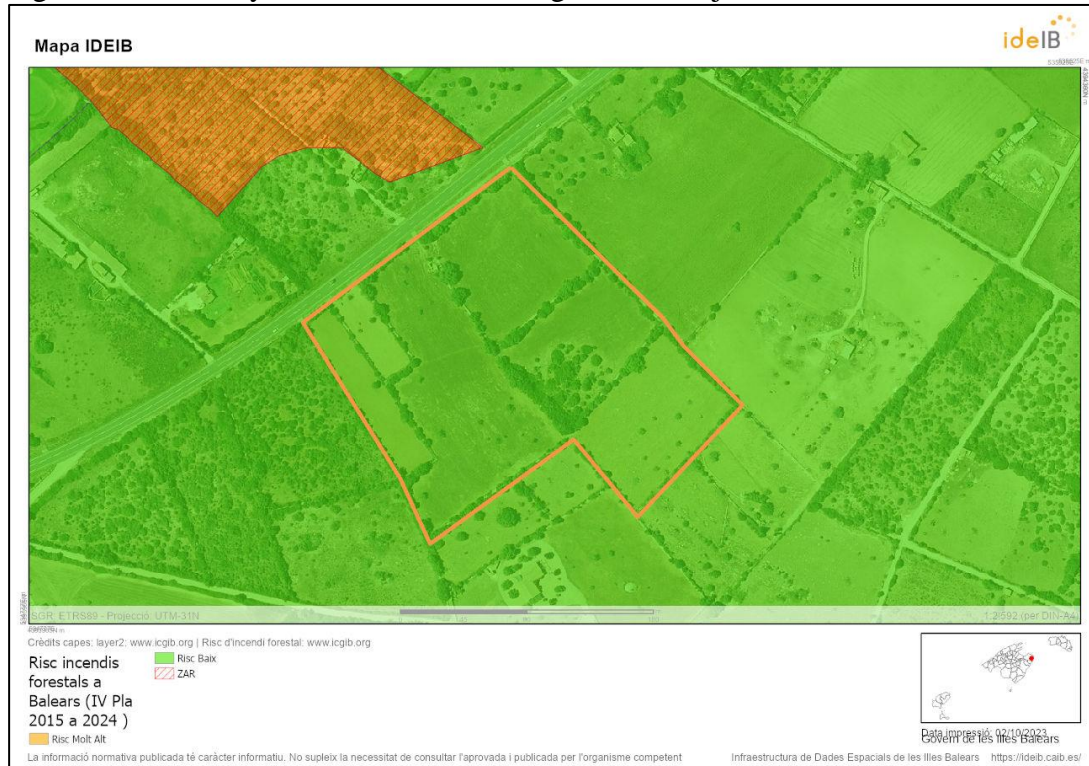 Mapa IDEIB
ideIB
SGR: ETRS89 - Projecció: UTM-31N
1:2.592 (per DIN-A4)
Crèdits capes: layer2: www.icgib.org | Risc d'incendi forestal: www.icgib.org
Risc incendis
forestals a
Balears (IV Pla
2015 a 2024 )
Risc Molt Alt
Risc Baix
ZAR
Data impressió: 02/10/2023
Govern de les Illes Balears
La informació normativa publicada té caràcter informatiu. No supleix la necessitat de consultar l'aprovada i publicada per l'organisme competent
Infraestructura de Dades Espacials de les Illes Balears https://ideib.caib.es/